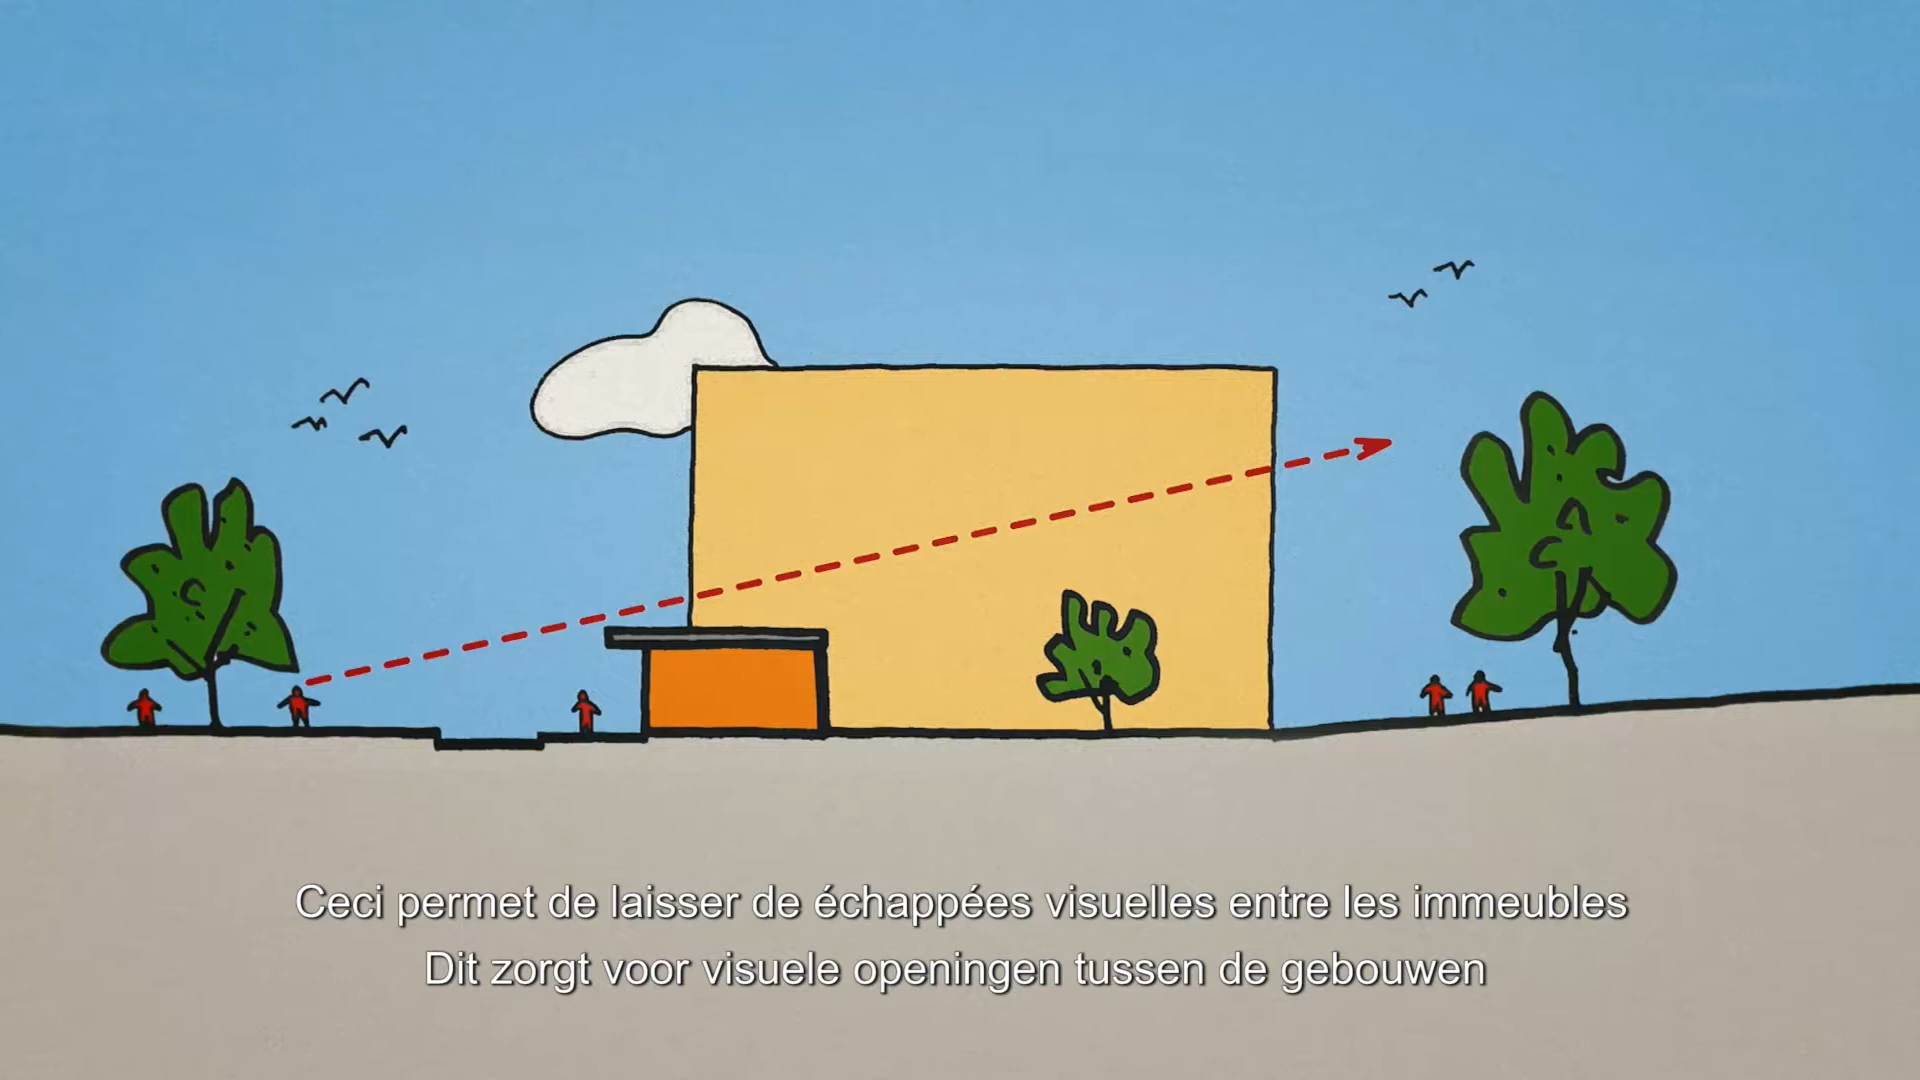 Ceci permet de laisser de échappées visuelles entre les immeubles
Dit zorgt voor visuele openingen tussen de gebouwen